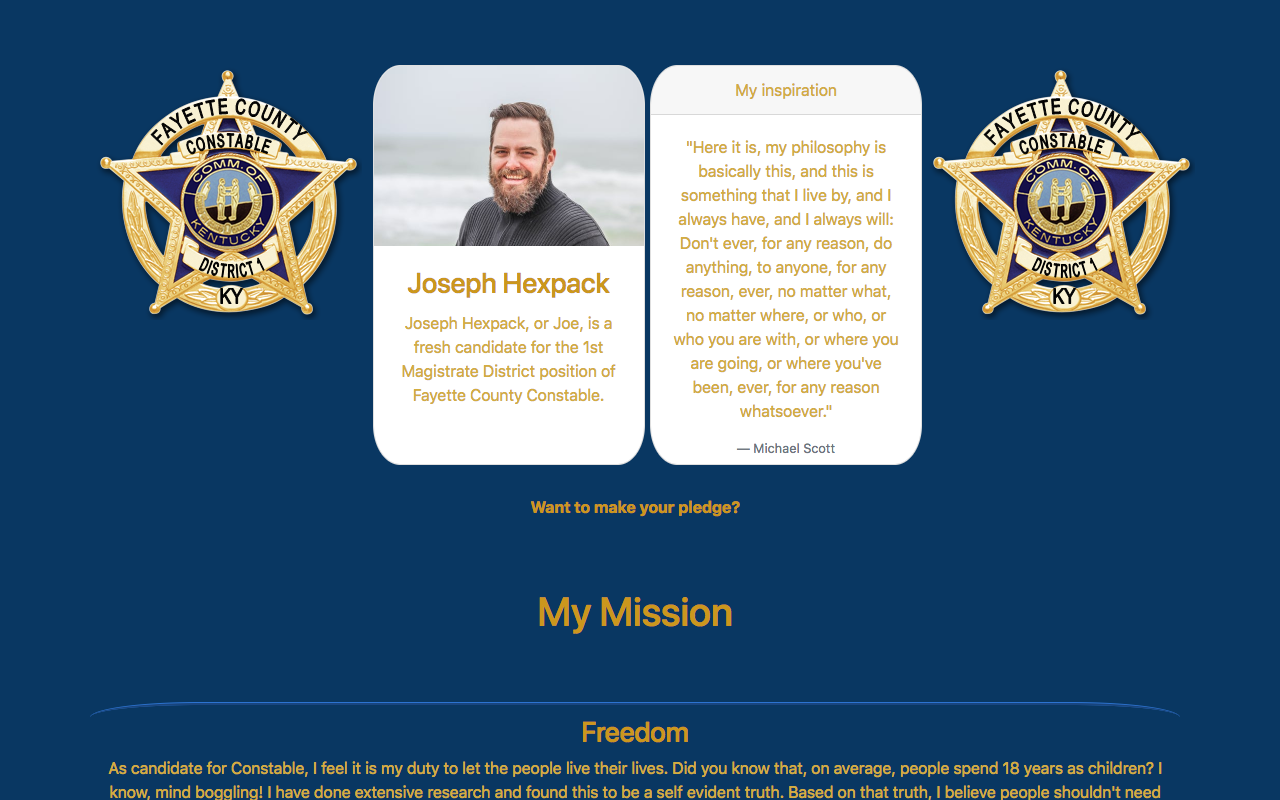 FAYETTE COUNTY
CONSTABLE
COMM. OF
KENTUCKY
DISTRICT 1
KY
Joseph Hexpack
Joseph Hexpack, or Joe, is a
fresh candidate for the 1st
Magistrate District position of
Fayette County Constable.
My inspiration
"Here it is, my philosophy is
basically this, and this is
something that I live by, and I
always have, and I always will:
Don't ever, for any reason, do
anything, to anyone, for any
reason, ever, no matter what,
no matter where, or who, or
who you are with, or where you
are going, or where you've
been, ever, for any reason
whatsoever."
— Michael Scott
FAYETTE COUNTY
CONSTABLE
COMM. OF
KENTUCKY
DISTRICT 1
KY
Want to make your pledge?
My Mission
Freedom
As candidate for Constable, I feel it is my duty to let the people live their lives. Did you know that, on average, people spend 18 years as children? I
know, mind boggling! I have done extensive research and found this to be a self evident truth. Based on that truth, I believe people shouldn't need